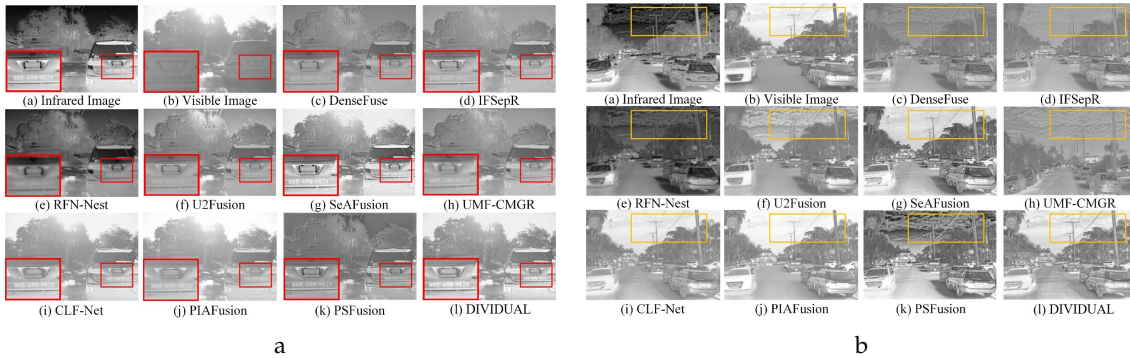 (a) Infrared Image (b) Visible Image (c) DenseFuse (d) IFSepR
(e) RFN-Nest (f) U2Fusion (g) SeAFusion (h) UMF-CMGR
(i) CLF-Net (j) PIAFusion (k) PSFusion (l) DIVIDUAL
a
(a) Infrared Image (b) Visible Image (c) DenseFuse (d) IFSepR
(e) RFN-Nest (f) U2Fusion (g) SeAFusion (h) UMF-CMGR
(i) CLF-Net (j) PIAFusion (k) PSFusion (l) DIVIDUAL
b